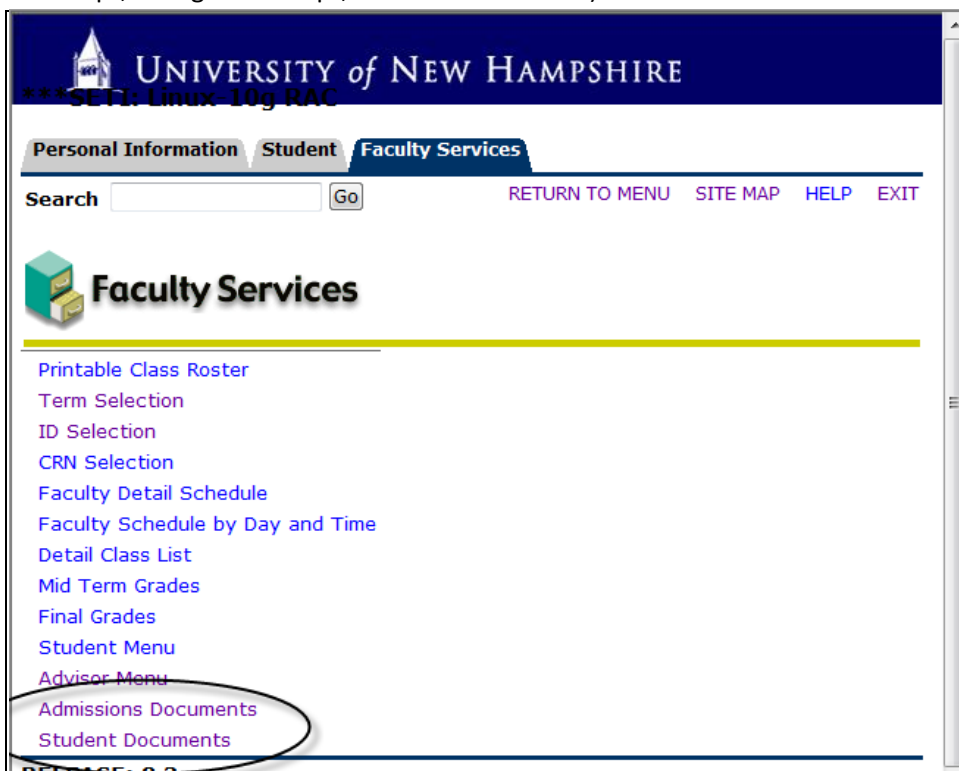 UNIVERSITY of NEW HAMPSHIRE
***SETI: Linux-10g RAC
Personal Information Student Faculty Services
Search Go RETURN TO MENU SITE MAP HELP EXIT
Faculty Services
Printable Class Roster
Term Selection
ID Selection
CRN Selection
Faculty Detail Schedule
Faculty Schedule by Day and Time
Detail Class List
Mid Term Grades
Final Grades
Student Menu
Advisor Menu
Admissions Documents
Student Documents